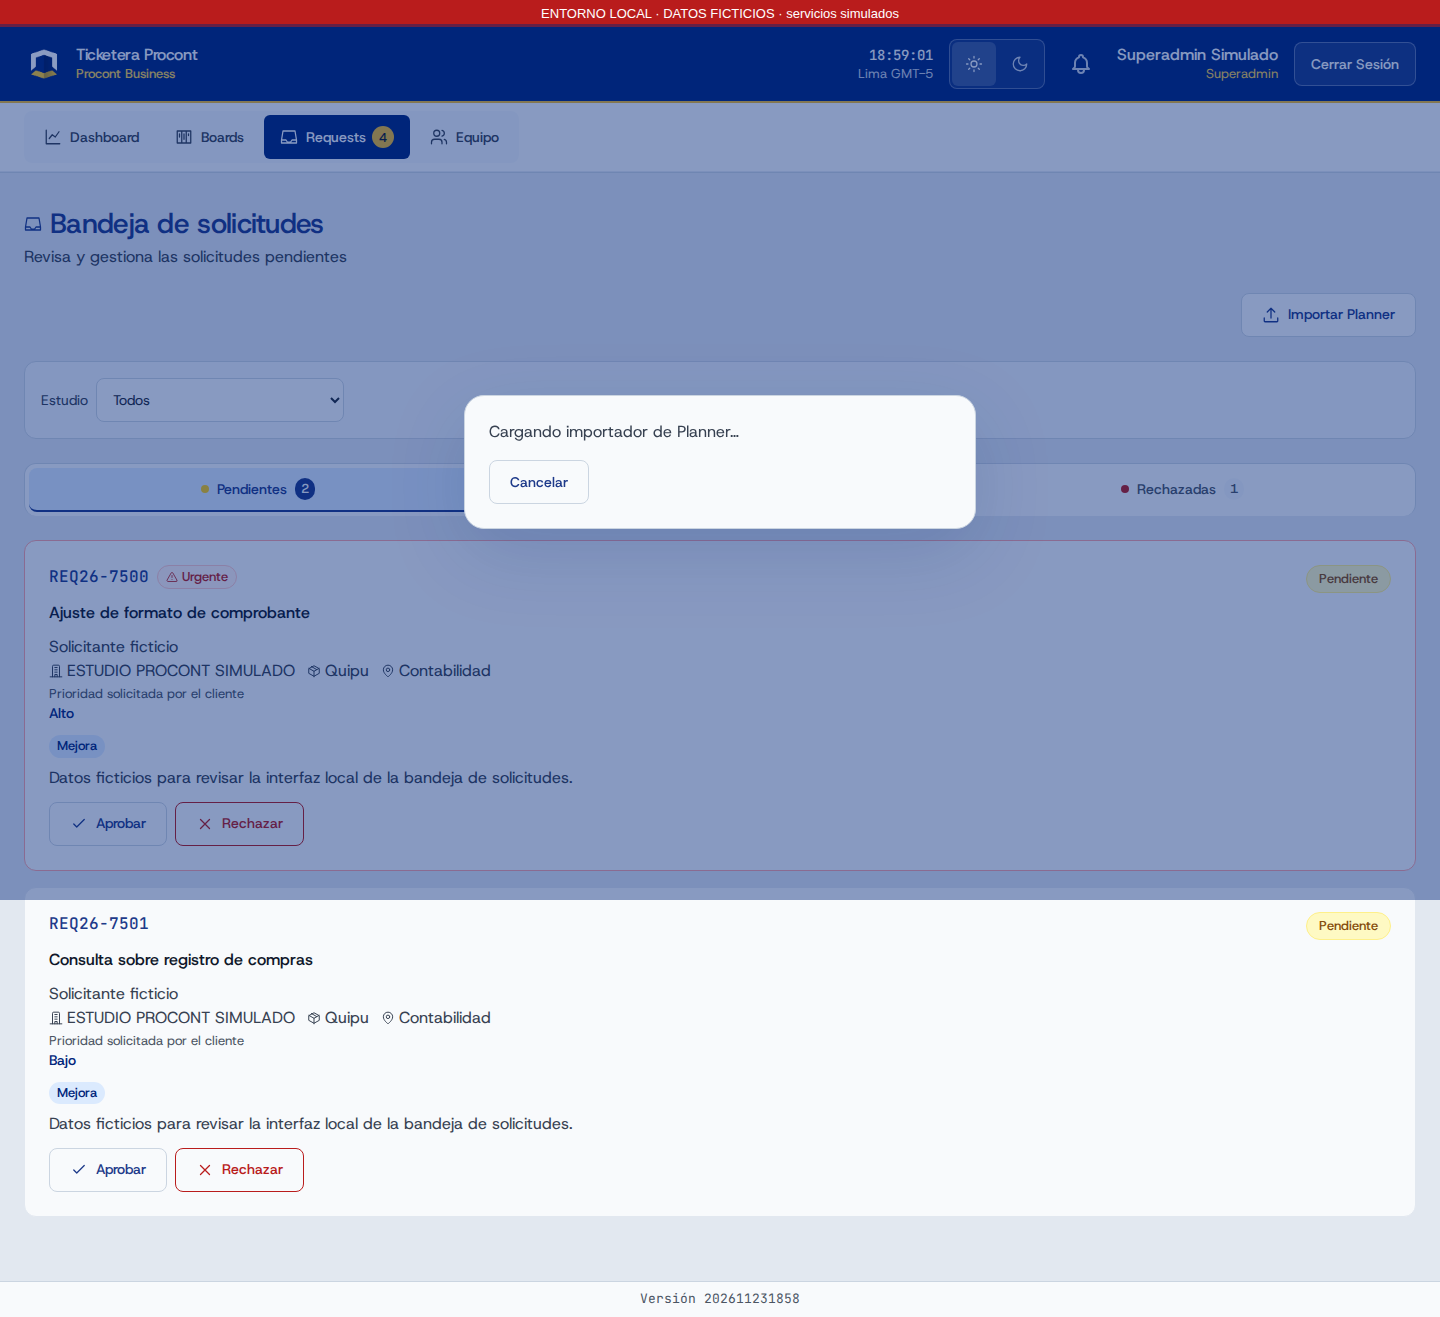 ENTORNO LOCAL · DATOS FICTICIOS · servicios simulados
Ticketera Procont
Procont Business
18:59:01
Lima GMT-5
Superadmin Simulado
Superadmin
Cerrar Sesión
Dashboard
Boards
Requests 4
Equipo
Bandeja de solicitudes
Revisa y gestiona las solicitudes pendientes
Importar Planner
Estudio Todos
Cargando importador de Planner...
Cancelar
Pendientes 2
Rechazadas 1
REQ26-7500 Urgente Pendiente
Ajuste de formato de comprobante
Solicitante ficticio
ESTUDIO PROCONT SIMULADO Quipu Contabilidad
Prioridad solicitada por el cliente
Alto
Mejora
Datos ficticios para revisar la interfaz local de la bandeja de solicitudes.
Aprobar Rechazar
REQ26-7501 Pendiente
Consulta sobre registro de compras
Solicitante ficticio
ESTUDIO PROCONT SIMULADO Quipu Contabilidad
Prioridad solicitada por el cliente
Bajo
Mejora
Datos ficticios para revisar la interfaz local de la bandeja de solicitudes.
Aprobar Rechazar
Versión 202611231858